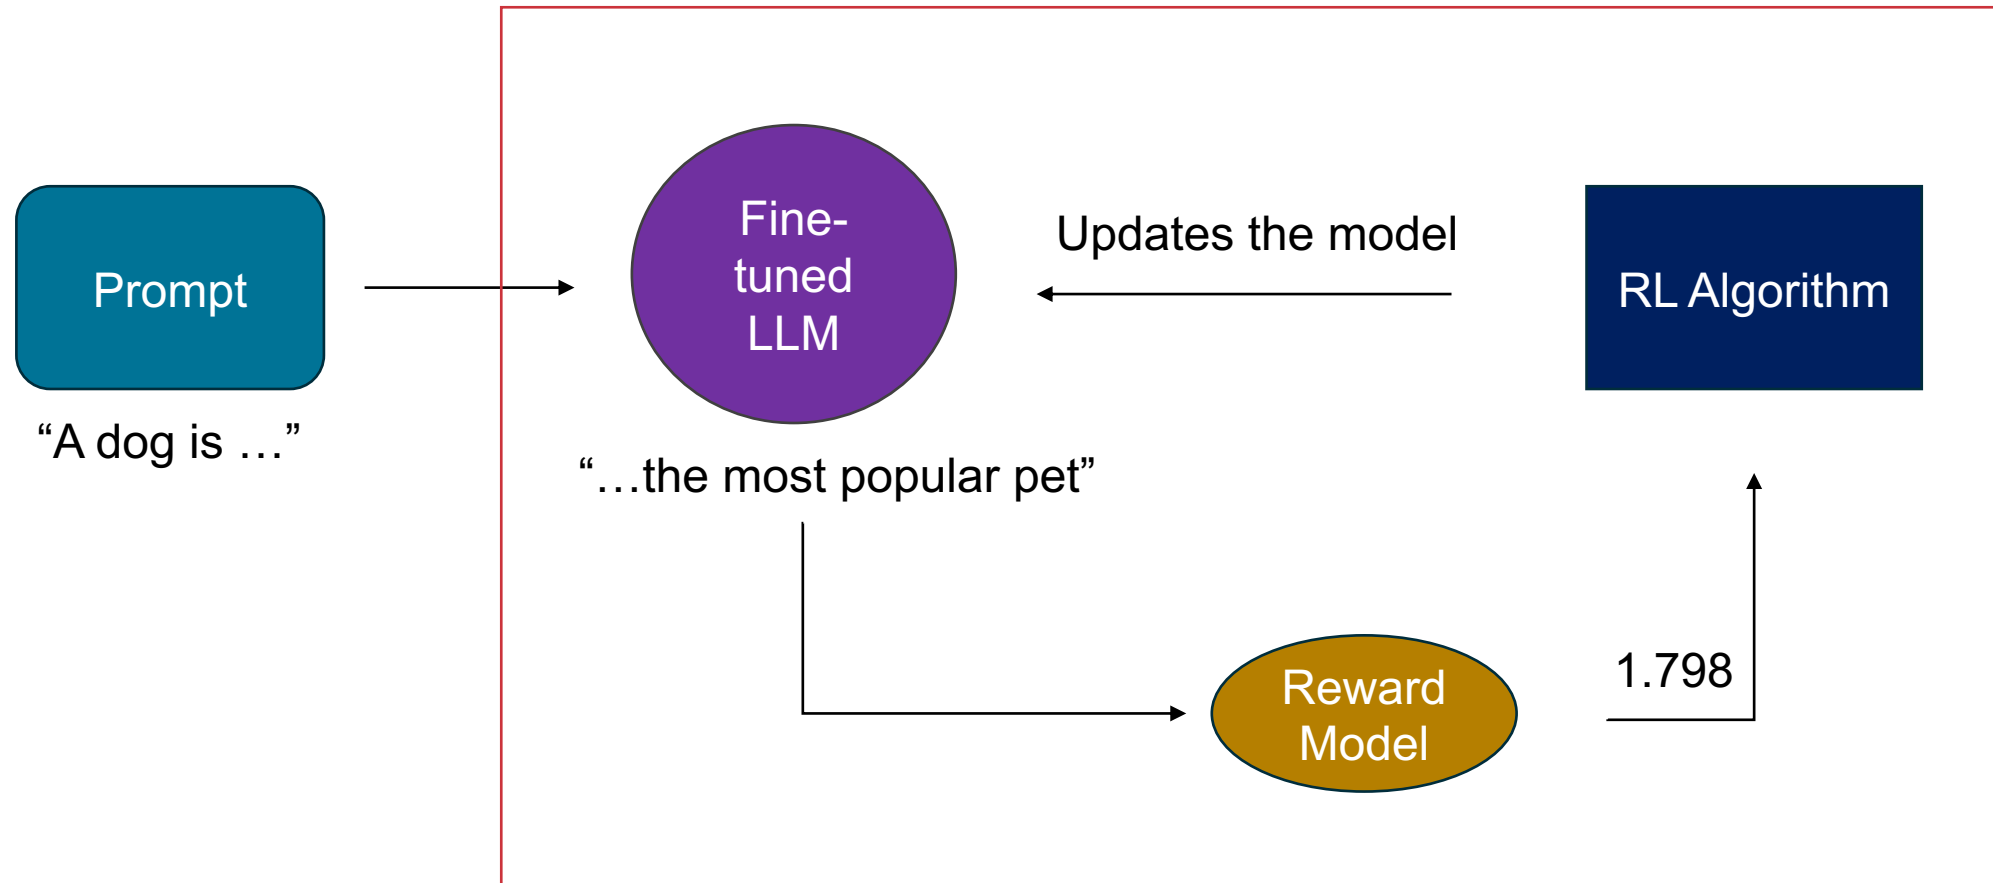 Prompt
“A dog is …”
Fine-
tuned
LLM
“…the most popular pet”
Updates the model
RL Algorithm
Reward
Model
1.798